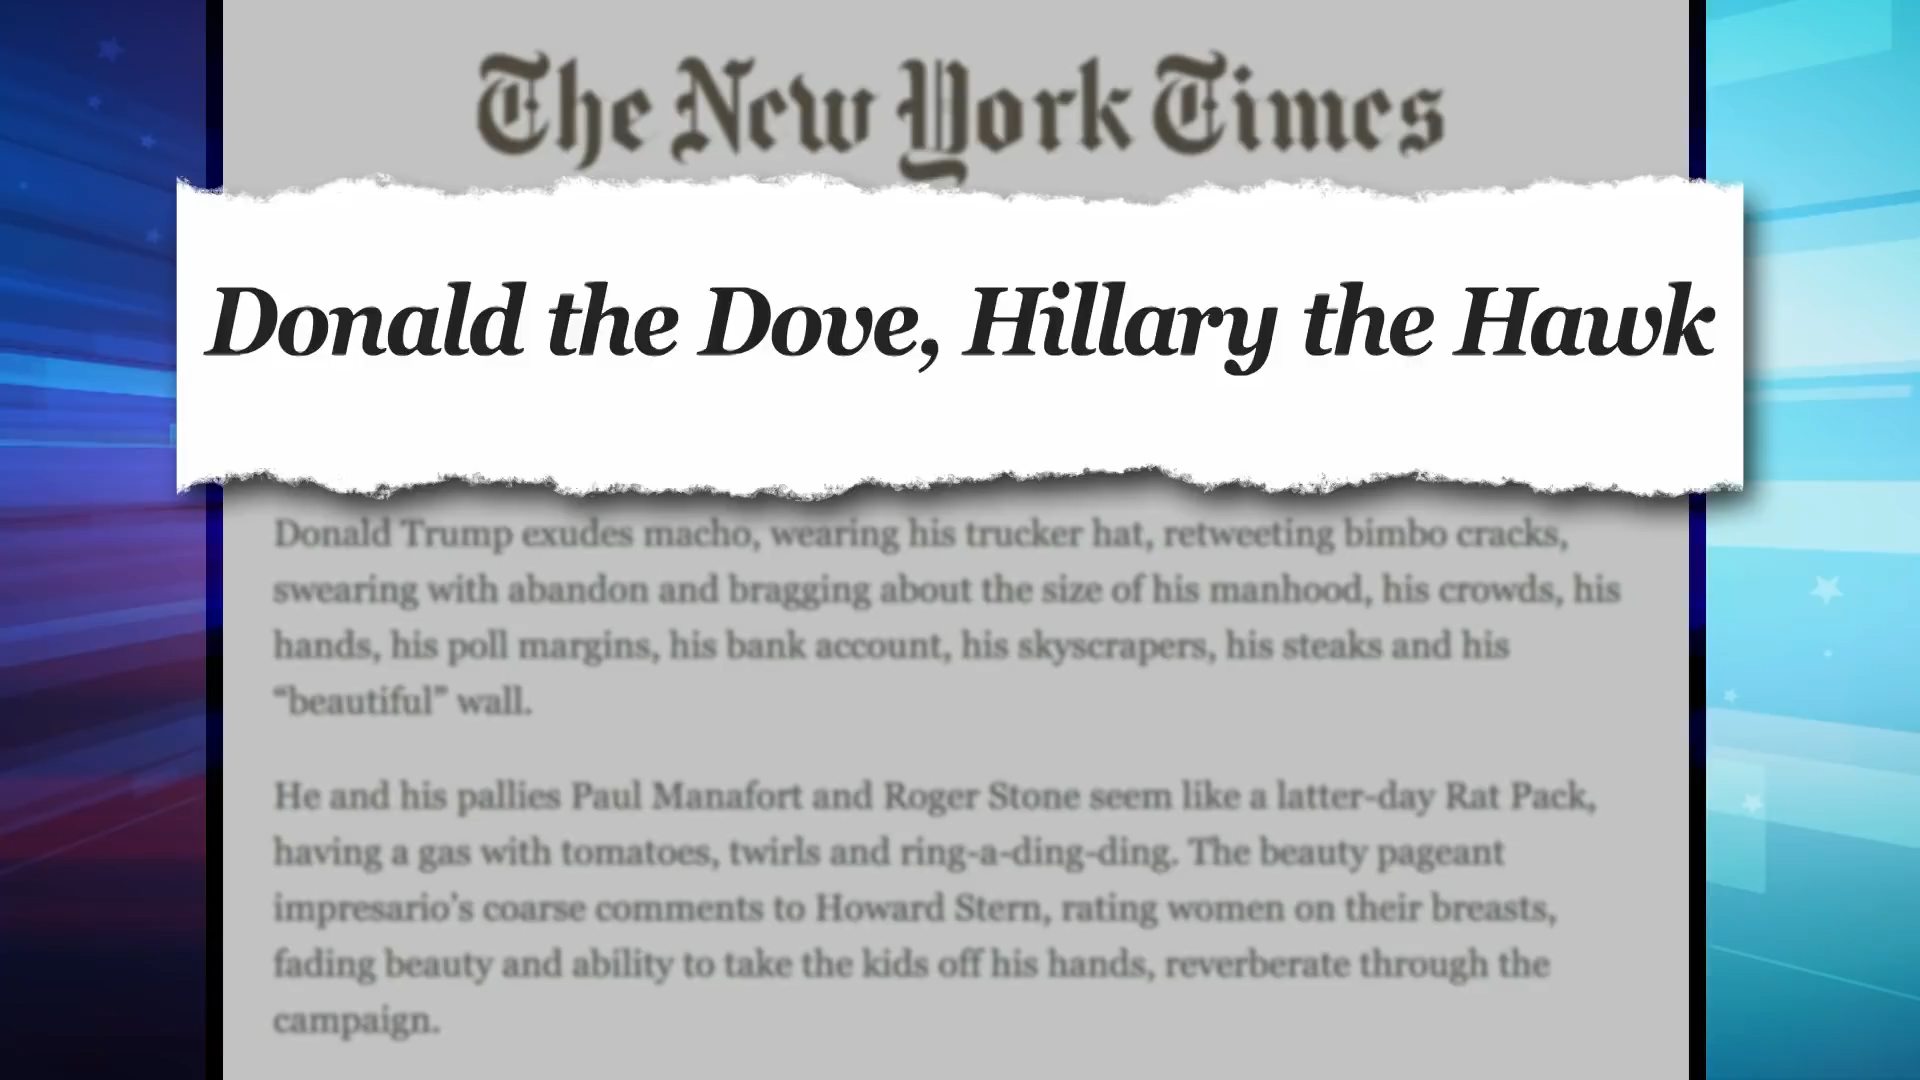 The New York Times
Donald the Dove, Hillary the Hawk
Donald Trump exudes macho, wearing his trucker hat, retweeting bimbo cracks,
swearing with abandon and bragging about the size of his manhood, his crowds, his
hands, his poll margins, his bank account, his skyscrapers, his steaks and his
“beautiful” wall.
He and his pallies Paul Manafort and Roger Stone seem like a latter-day Rat Pack,
having a gas with tomatoes, twirls and ring-a-ding-ding. The beauty pageant
impresario’s coarse comments to Howard Stern, rating women on their breasts,
fading beauty and ability to take the kids off his hands, reverberate through the
campaign.